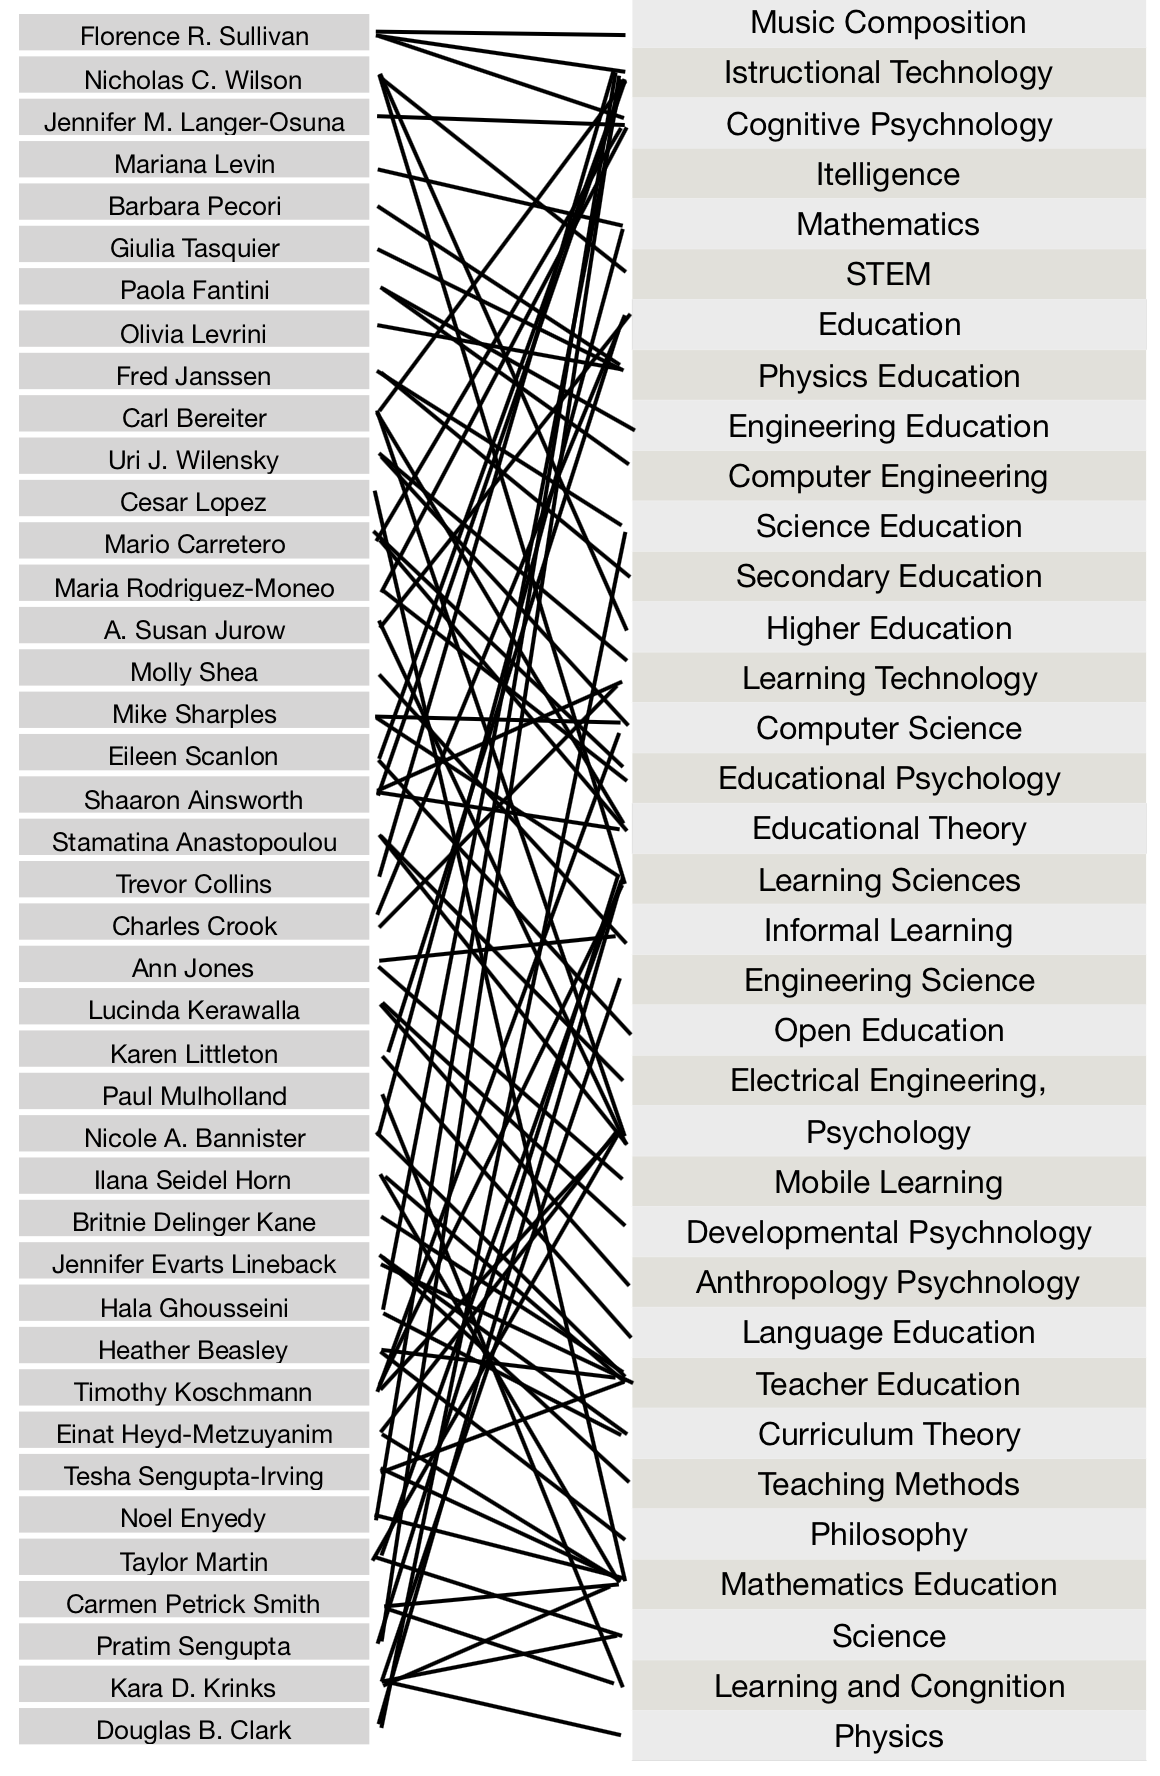 Florence R. Sullivan
Nicholas C. Wilson
Jennifer M. Langer-Osuna
Mariana Levin
Barbara Pecori
Giulia Tasquier
Paola Fantini
Olivia Levrini
Fred Janssen
Carl Bereiter
Uri J. Wilensky
Cesar Lopez
Mario Carretero
Maria Rodriguez-Moneo
A. Susan Jurow
Molly Shea
Mike Sharples
Eileen Scanlon
Shaaron Ainsworth
Stamatina Anastopoulou
Trevor Collins
Charles Crook
Ann Jones
Lucinda Kerawalla
Karen Littleton
Paul Mulholland
Nicole A. Bannister
Ilana Seidel Horn
Britnie Delinger Kane
Jennifer Evarts Lineback
Hala Ghousseini
Heather Beasley
Timothy Koschmann
Einat Heyd-Metzuyanim
Tesha Sengupta-Irving
Noel Enyedy
Taylor Martin
Carmen Petrick Smith
Pratim Sengupta
Kara D. Krinks
Douglas B. Clark
Music Composition
Istructional Technology
Cognitive Psychnology
Itelligence
Mathematics
STEM
Education
Physics Education
Engineering Education
Computer Engineering
Science Education
Secondary Education
Higher Education
Learning Technology
Computer Science
Educational Psychology
Educational Theory
Learning Sciences
Informal Learning
Engineering Science
Open Education
Electrical Engineering,
Psychology
Mobile Learning
Developmental Psychnology
Anthropology Psychnology
Language Education
Teacher Education
Curriculum Theory
Teaching Methods
Philosophy
Mathematics Education
Science
Learning and Congnition
Physics